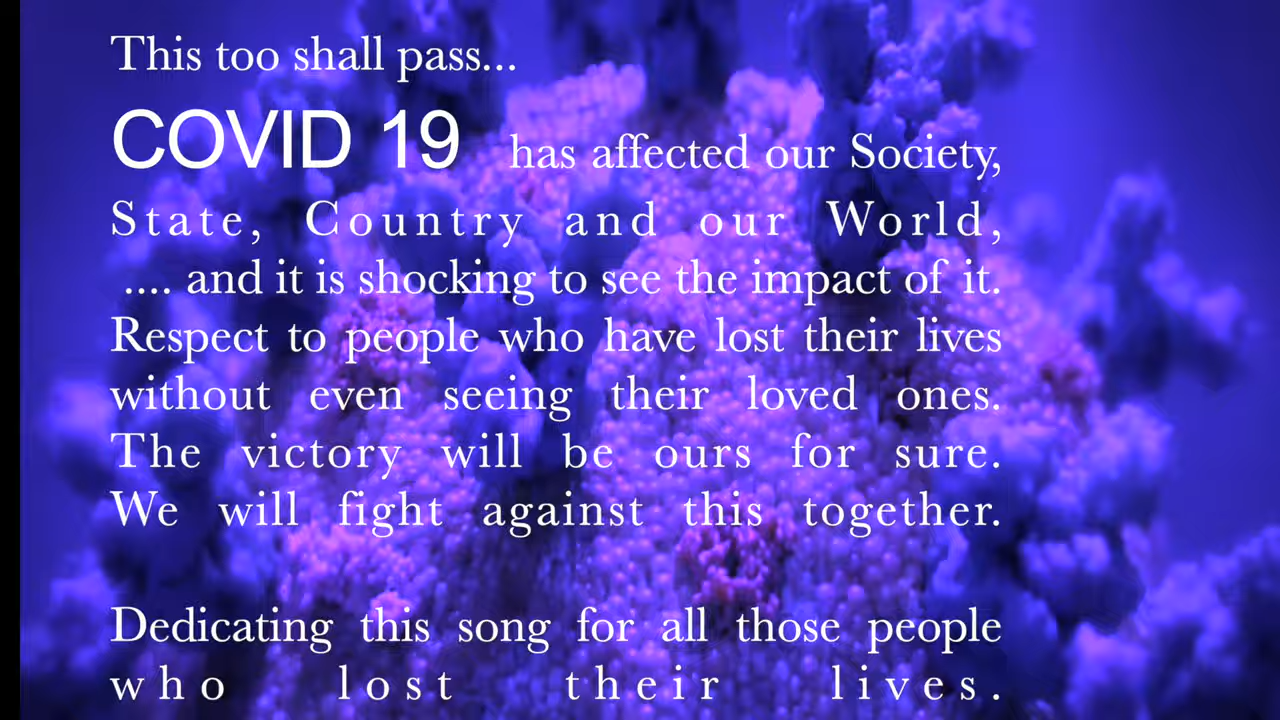 This too shall pass...
COVID 19 has affected our Society,
State, Country and our World,
.... and it is shocking to see the impact of it.
Respect to people who have lost their lives
without even seeing their loved ones.
The victory will be ours for sure.
We will fight against this together.
Dedicating this song for all those people
who lost their lives.